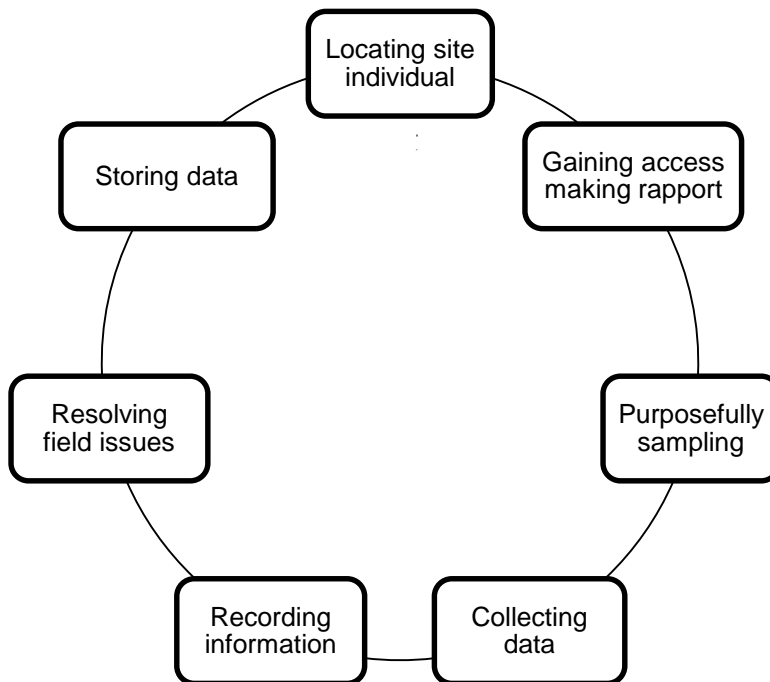 Locating site
individual
Gaining access
making rapport
Purposefully
sampling
Collecting
data
Recording
information
Resolving
field issues
Storing data